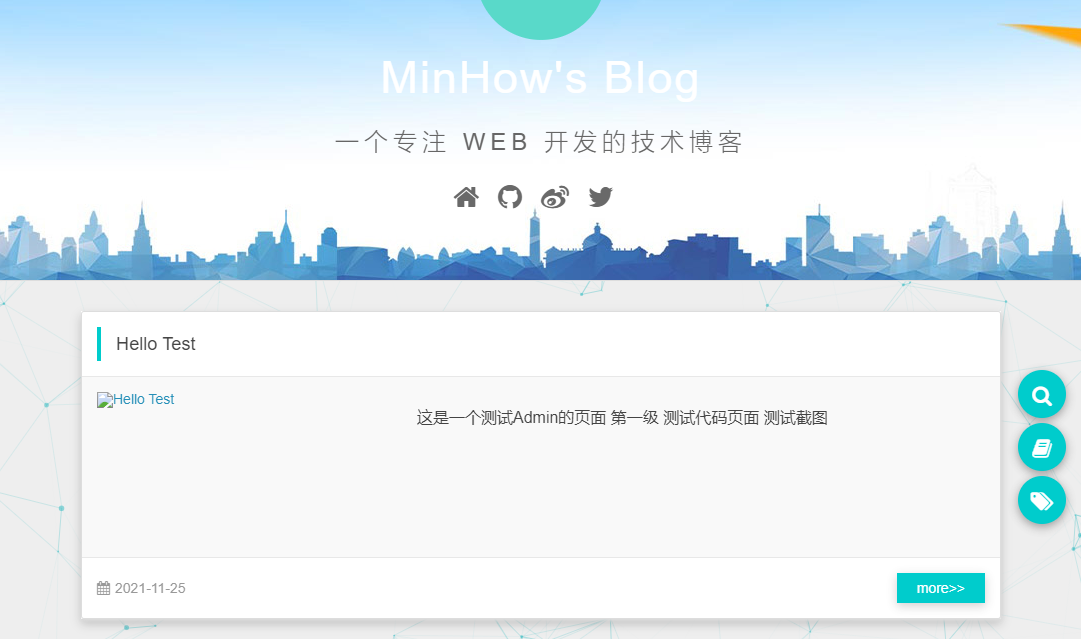 MinHow's Blog
一个专注 WEB 开发的技术博客
Hello Test
Hello Test
这是一个测试Admin的页面 第一级 测试代码页面 测试截图
2021-11-25
more>>